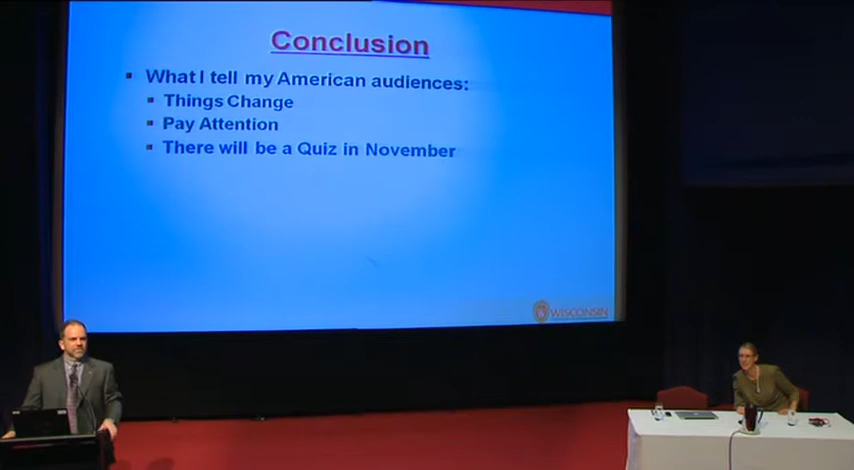 Conclusion
What I tell my American audiences:
Things Change
Pay Attention
There will be a Quiz in November
WISCONSIN